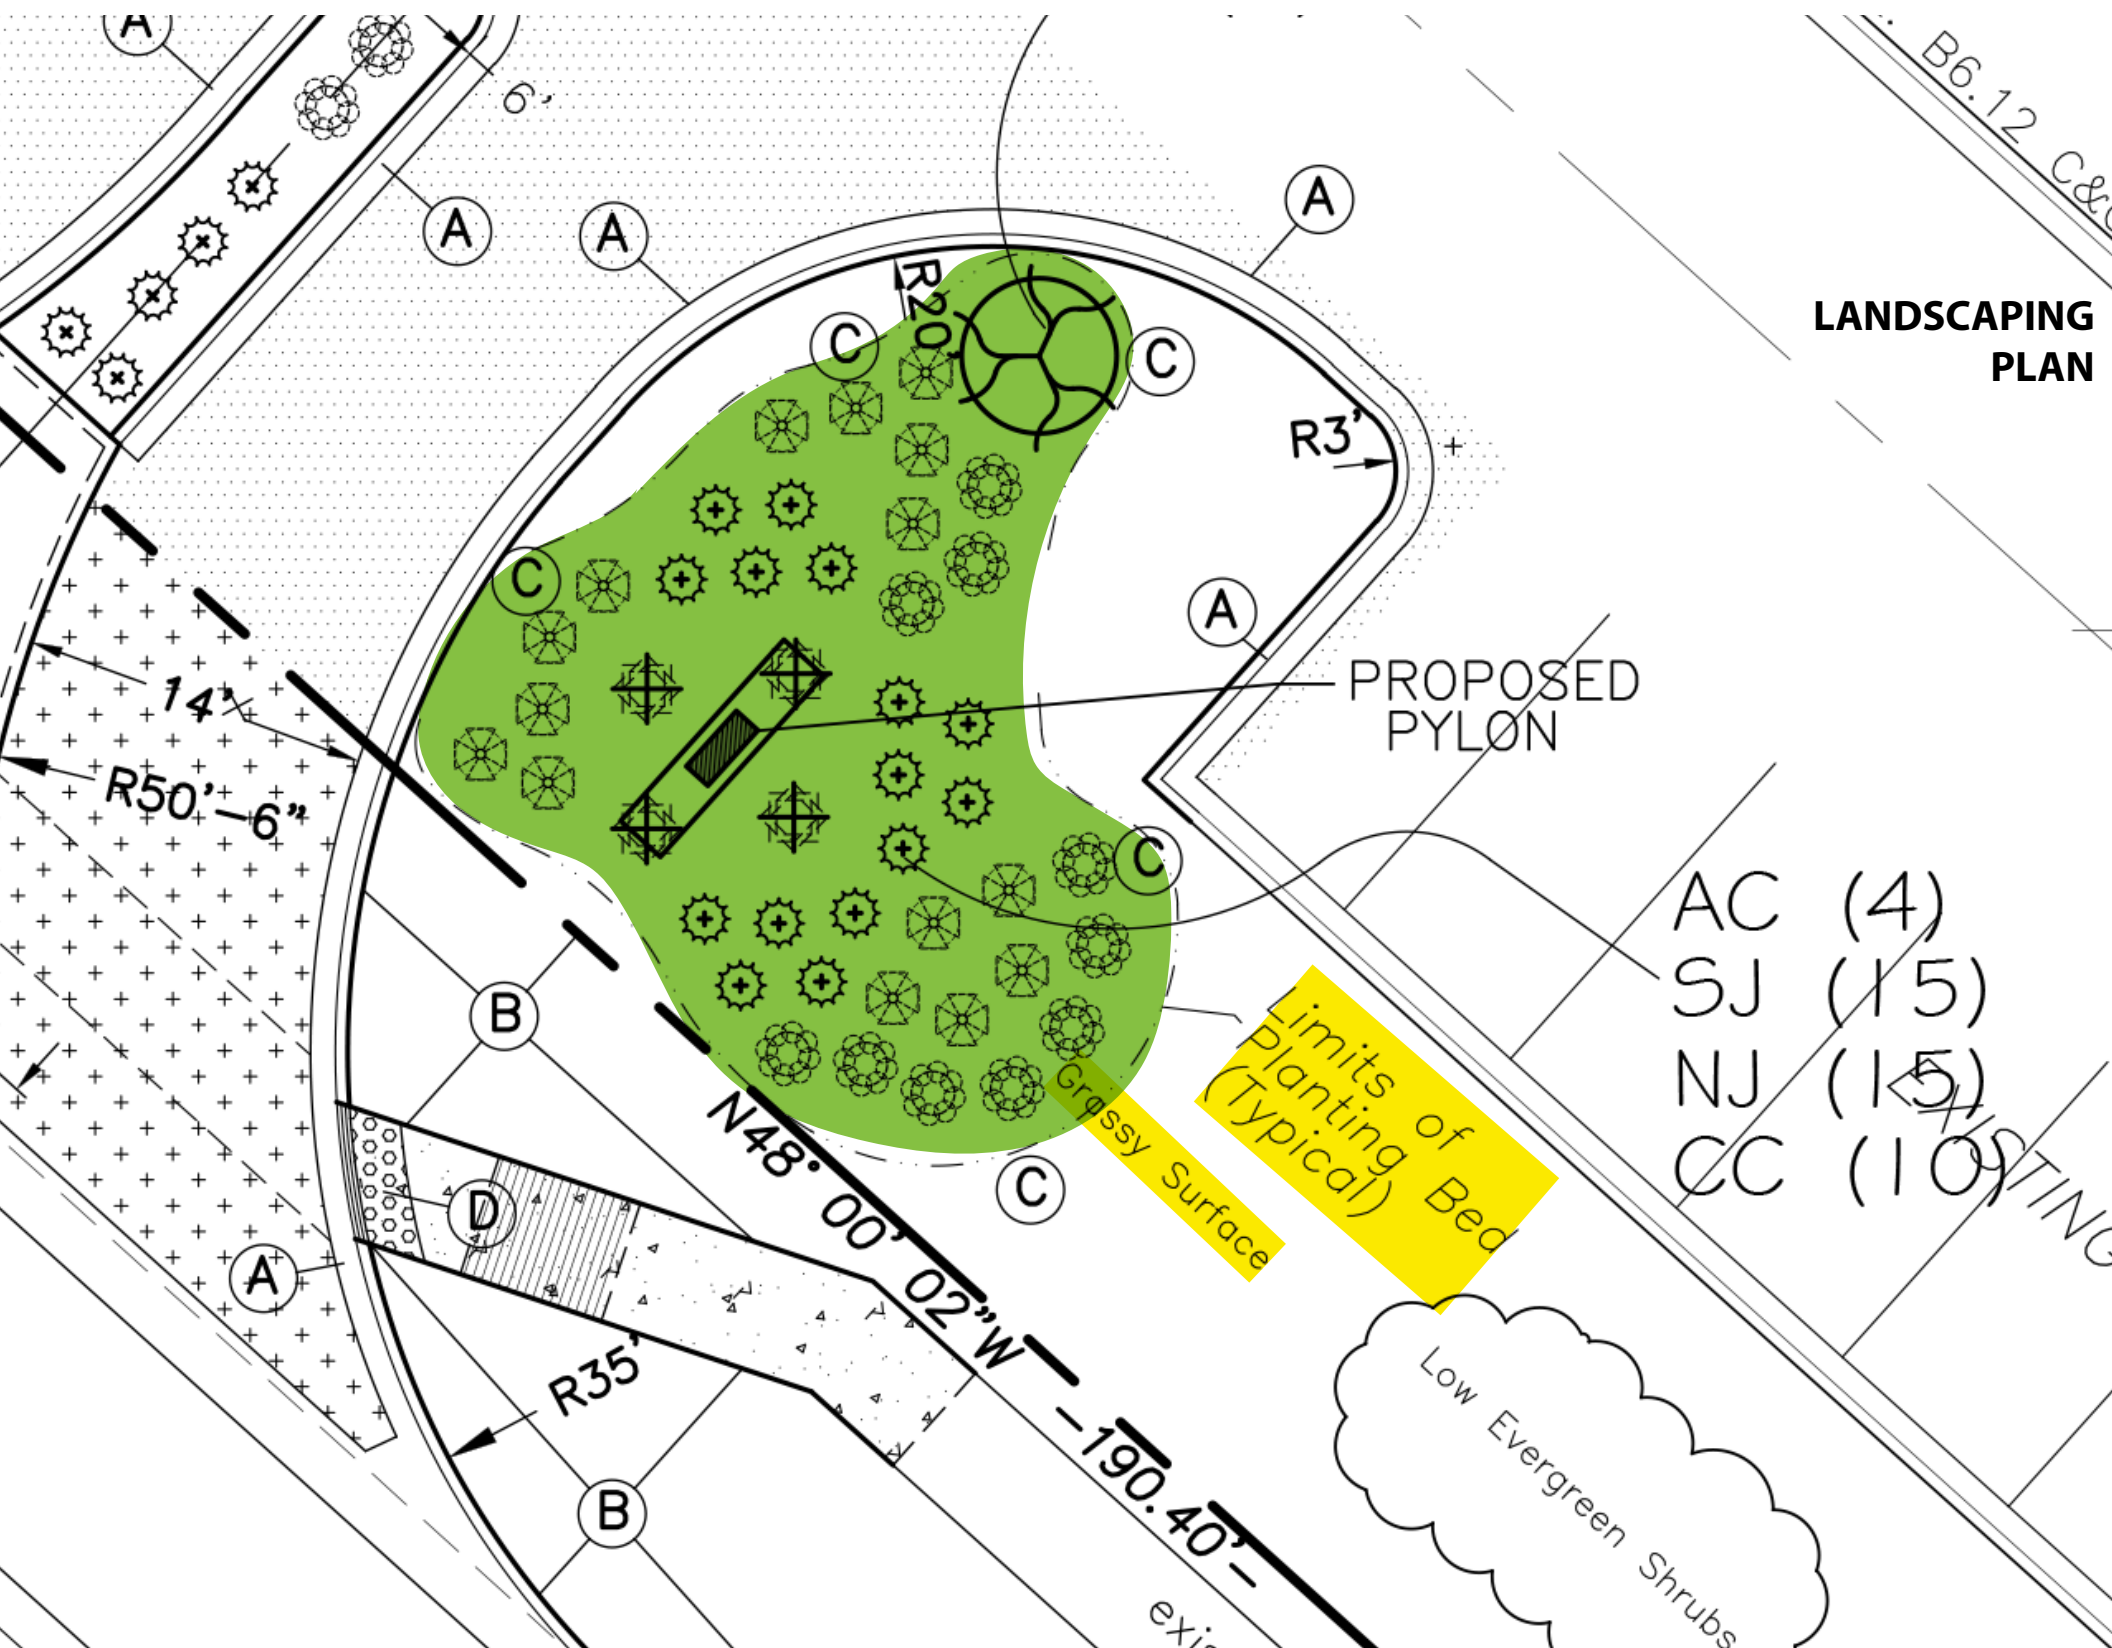 A
6'
B6.12 C&G
A
A
A
LANDSCAPING
PLAN
R20'
C
C
R3'
C
A
PROPOSED
PYLON
14'
R50'-6"
C
AC (4)
SJ (15)
NJ (15)
CC (10)
EXISTING
B
Limits of
Planting Bed
(Typical)
Grassy Surface
N48° 00' 02"W
C
D
A
R35'
-190.40'-
B
Low Evergreen Shrubs